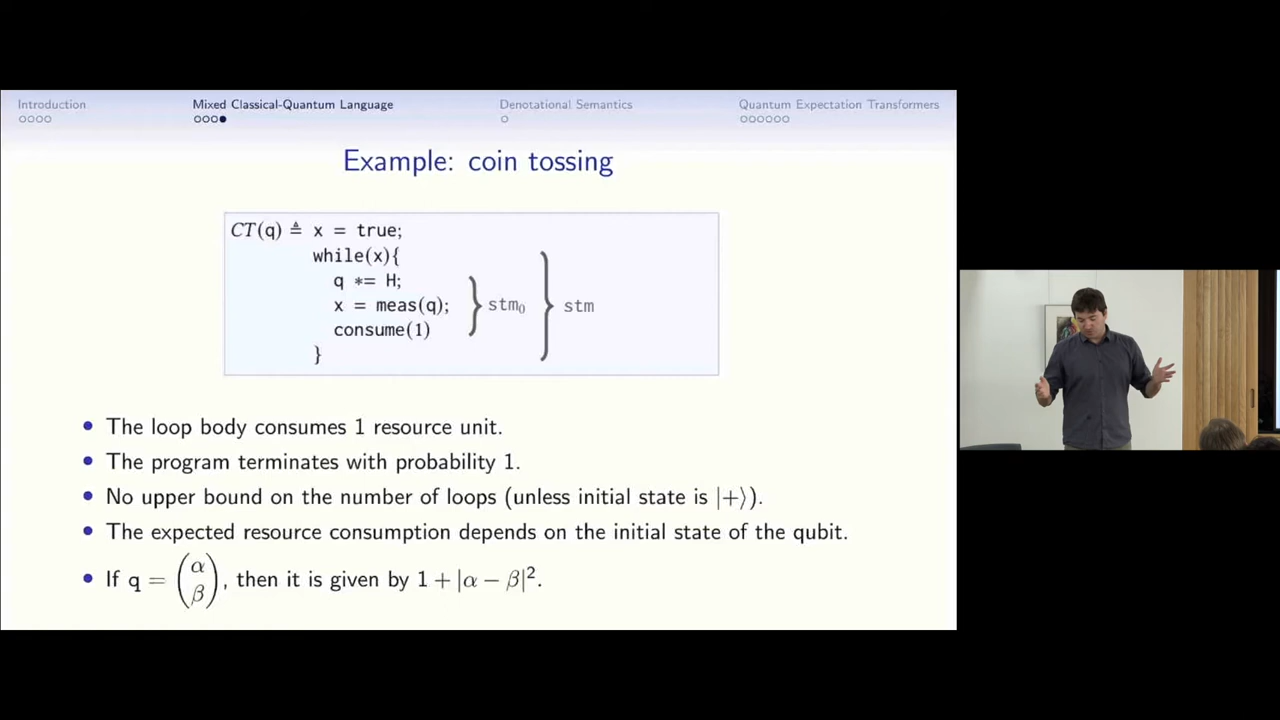 Introduction Mixed Classical-Quantum Language Denotational Semantics Quantum Expectation Transformers
Example: coin tossing
CT(q) ≜ x = true;
while(x){
q *= H;
x = meas(q); stm₀ stm
consume(1)
}
• The loop body consumes 1 resource unit.
• The program terminates with probability 1.
• No upper bound on the number of loops (unless initial state is |+⟩).
• The expected resource consumption depends on the initial state of the qubit.
• If q = (α β), then it is given by 1 + |α − β|².